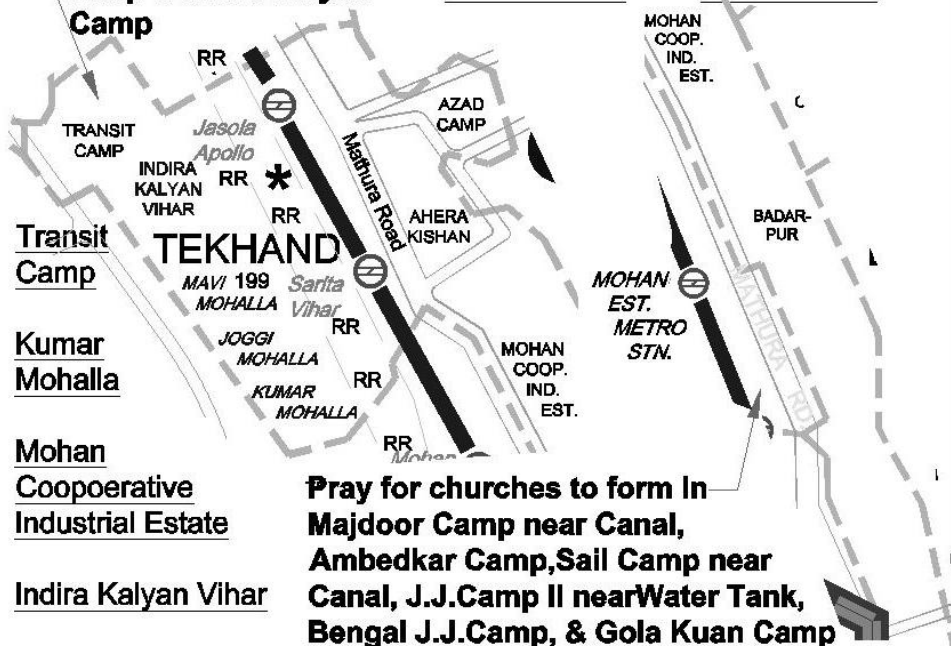 Camp
RR
TRANSIT
CAMP
Jasola
Apollo
INDIRA
KALYAN
VIHAR
RR
*
RR
Mathura Road
AZAD
CAMP
AHERA
KISHAN
TEKHAND
MAVI 199
MOHALLA
Sarita
Vihar
RR
JOGGI
MOHALLA
RR
KUMAR
MOHALLA
RR
Mohan
MOHAN
COOP.
IND.
EST.
MOHAN
COOP.
IND.
EST.
BADAR-
PUR
MOHAN
EST.
METRO
STN.
MATHURA RD.
Transit
Camp
Kumar
Mohalla
Mohan
Coopoerative
Industrial Estate
Indira Kalyan Vihar
Pray for churches to form in
Majdoor Camp near Canal,
Ambedkar Camp,Sail Camp near
Canal, J.J.Camp II nearWater Tank,
Bengal J.J.Camp, & Gola Kuan Camp